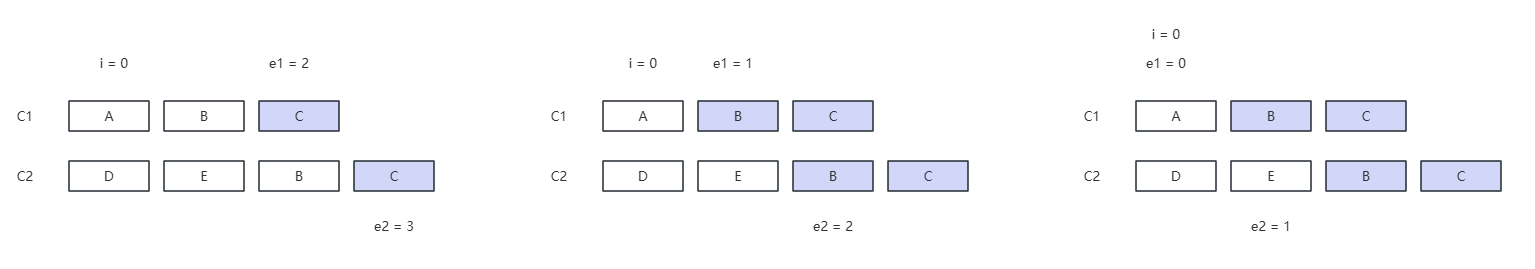 i = 0
e1 = 2
C1 A B C
C2 D E B C
e2 = 3
i = 0
e1 = 1
C1 A B C
C2 D E B C
e2 = 2
i = 0
e1 = 0
C1 A B C
C2 D E B C
e2 = 1